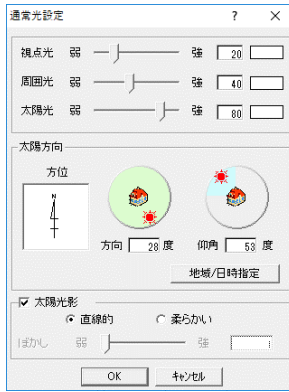 通常光設定 ? ×
視点光 弱 強 20
周囲光 弱 強 40
太陽光 弱 強 80
太陽方向
方位
方向 28 度 仰角 53 度
地域/日時指定
太陽光影
直線的 柔らかい
ぼかし 弱 強
OK キャンセル